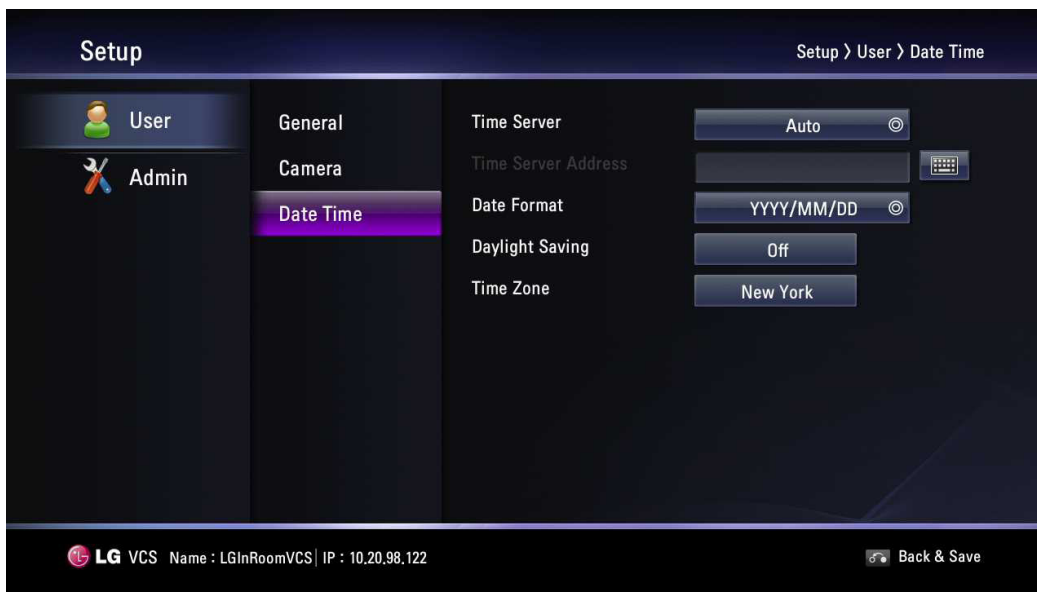 Setup
Setup > User > Date Time
User
Admin
General
Camera
Date Time
Time Server
Auto
Time Server Address
Date Format
YYYY/MM/DD
Daylight Saving
Off
Time Zone
New York
LG VCS Name : LGInRoomVCS| IP : 10.20.98.122
Back & Save